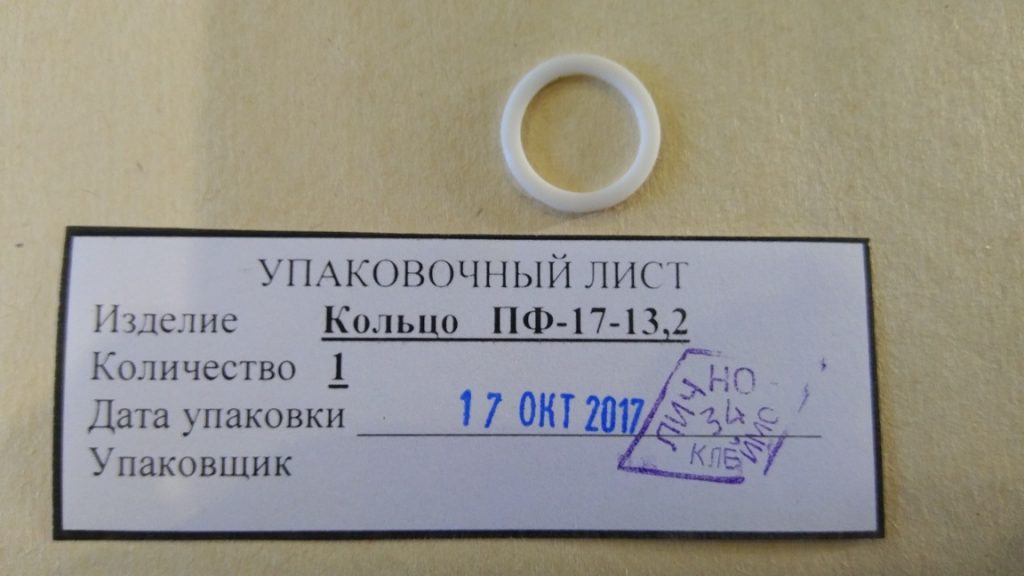 УПАКОВОЧНЫЙ ЛИСТ
Изделие Кольцо ПФ-17-13,2
Количество 1
Дата упаковки 17 ОКТ 2017
Упаковщик
ЛИЧНО
34
КЛЕЙМО